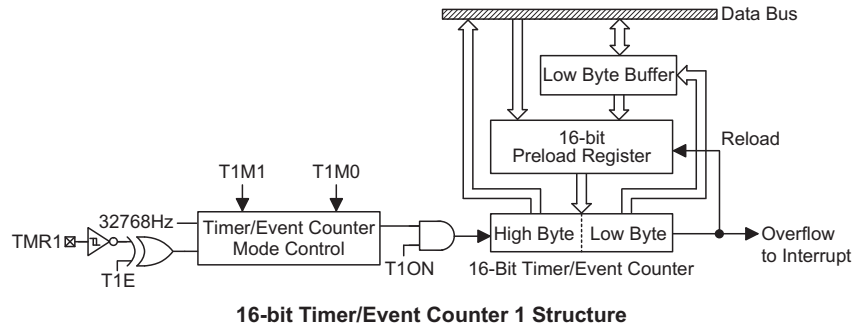 Data Bus
Low Byte Buffer
16-bit
Preload Register
Reload
T1M1
T1M0
32768Hz
Timer/Event Counter
Mode Control
TMR1
T1E
T1ON
High Byte
Low Byte
Overflow
to Interrupt
16-Bit Timer/Event Counter
16-bit Timer/Event Counter 1 Structure